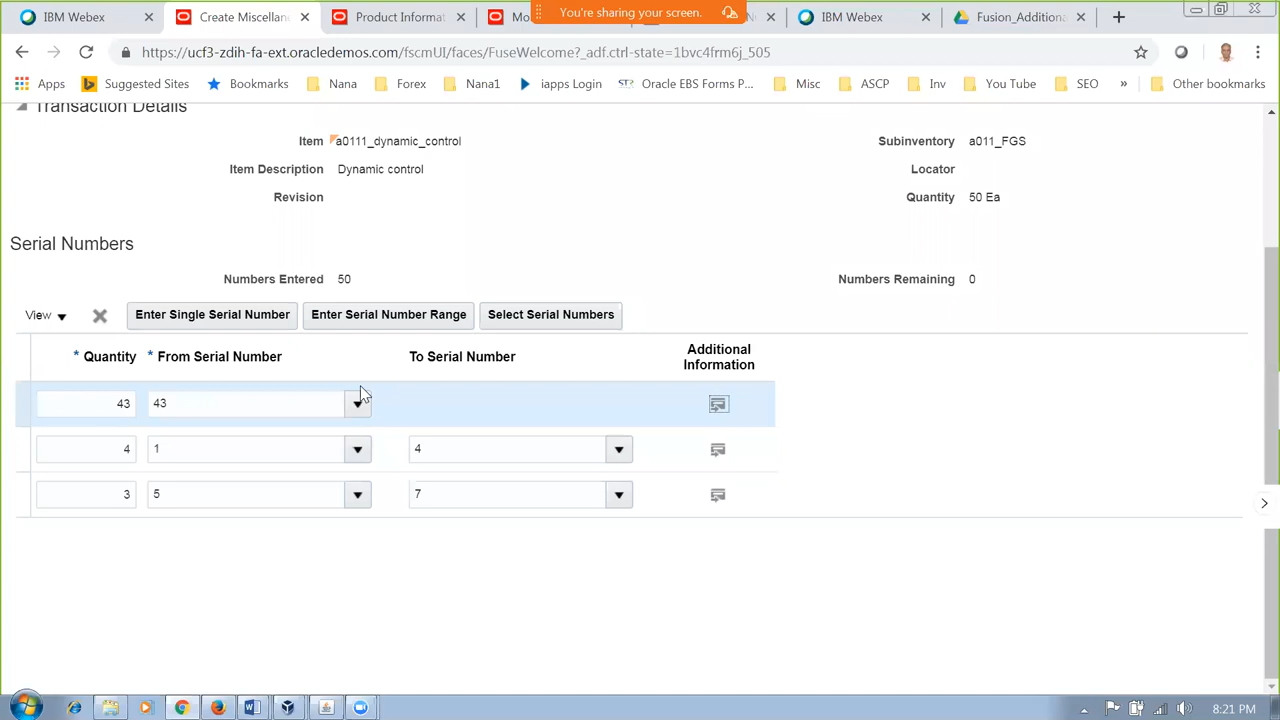 IBM Webex
Create Miscellan
Product Informat
Mo
You're sharing your screen.
IBM Webex
Fusion_Additiona
https://ucf3-zdih-fa-ext.oracledemos.com/fscmUI/faces/FuseWelcome?_adf.ctrl-state=1bvc4frm6j_505
Apps Suggested Sites Bookmarks Nana Forex Nana1 iapps Login Oracle EBS Forms P... Misc ASCP Inv You Tube SEO » Other bookmarks
Transaction Details
Item a0111_dynamic_control Subinventory a011_FGS
Item Description Dynamic control Locator
Revision Quantity 50 Ea
Serial Numbers
Numbers Entered 50 Numbers Remaining 0
View Enter Single Serial Number Enter Serial Number Range Select Serial Numbers
* Quantity * From Serial Number To Serial Number Additional Information
43 43
4 1 4
3 5 7
8:21 PM